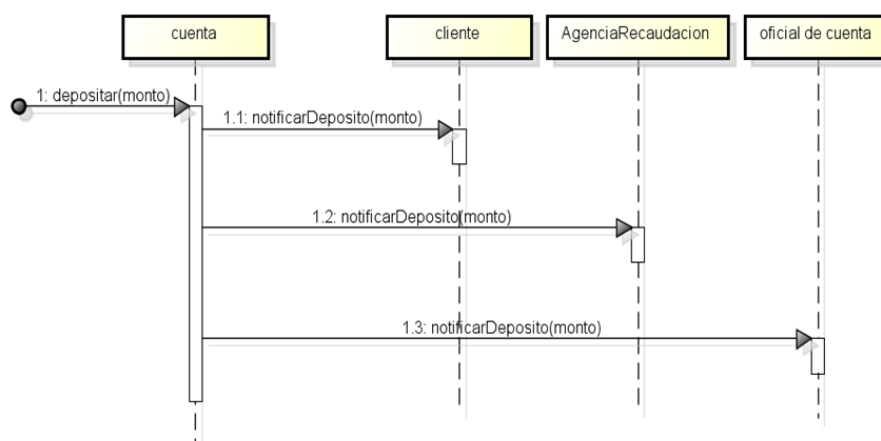 cuenta
cliente
AgenciaRecaudacion
oficial de cuenta
1: depositar(monto)
1.1: notificarDeposito(monto)
1.2: notificarDeposito(monto)
1.3: notificarDeposito(monto)